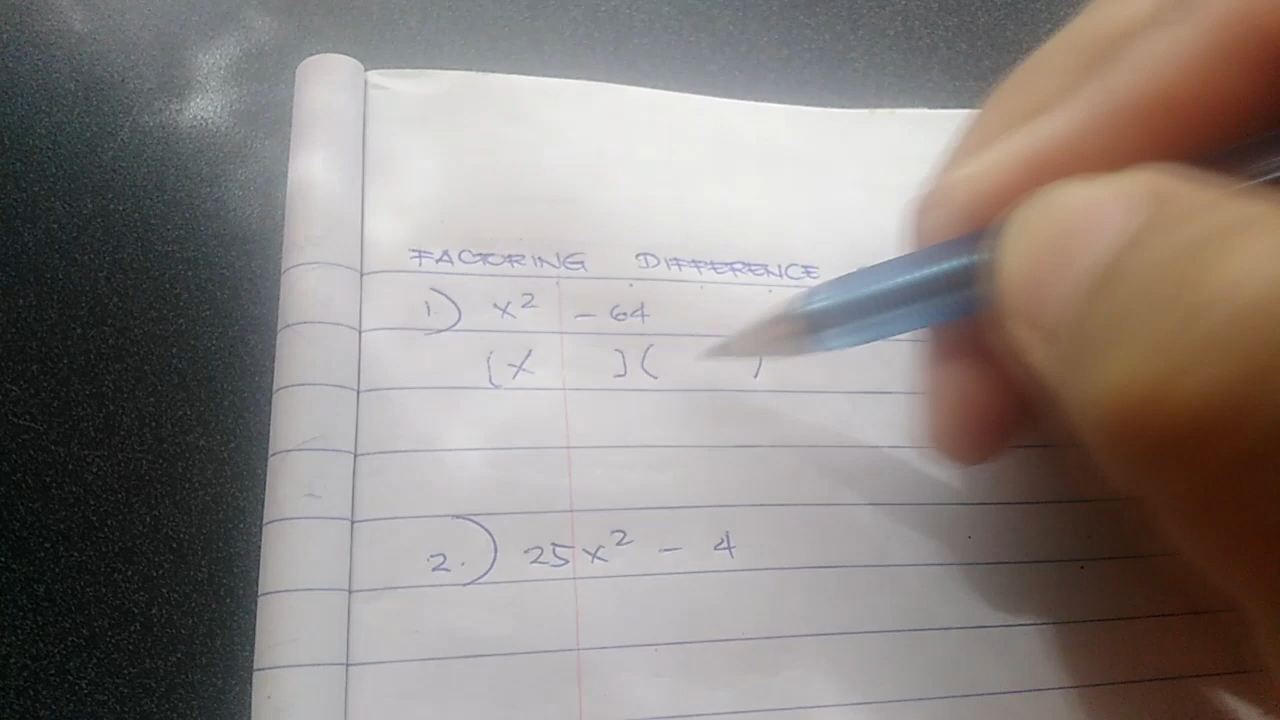 FACTORING DIFFERENCE
1.) x² - 64
(x )( )
2.) 25x² - 4